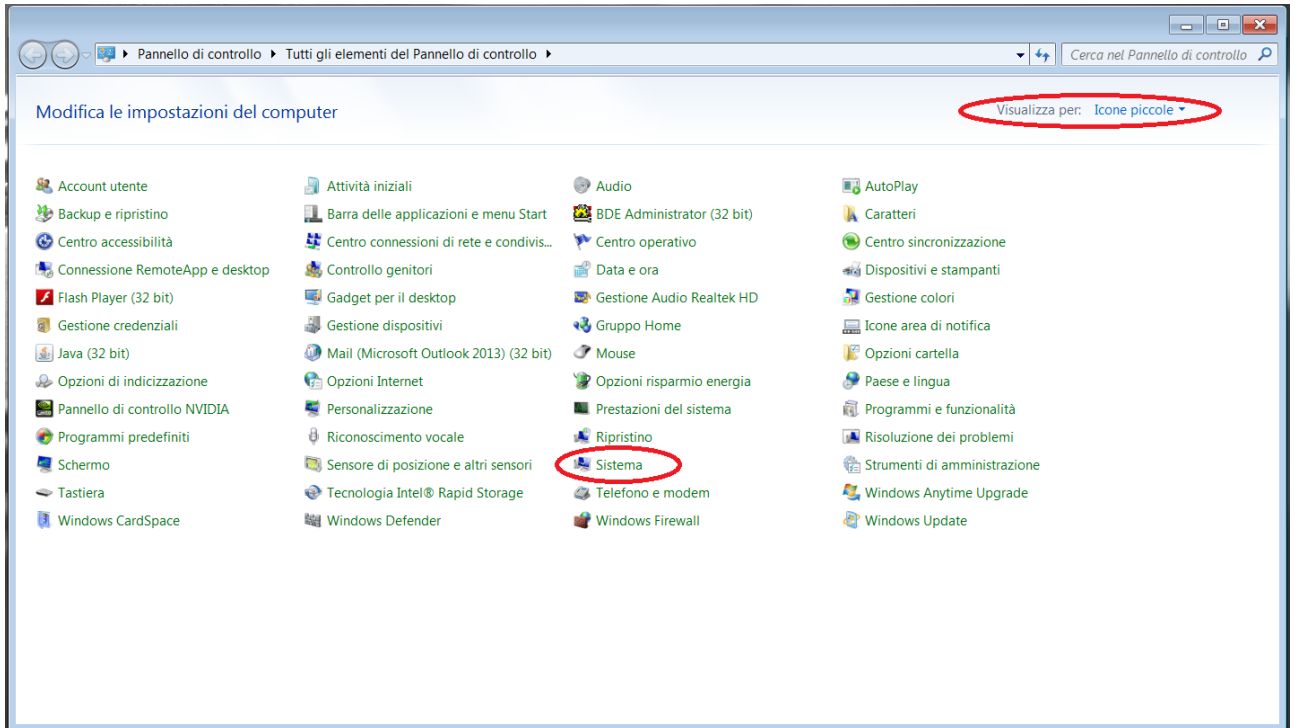 Pannello di controllo Tutti gli elementi del Pannello di controllo Cerca nel Pannello di controllo
Modifica le impostazioni del computer Visualizza per: Icone piccole
Account utente Attività iniziali Audio AutoPlay
Backup e ripristino Barra delle applicazioni e menu Start BDE Administrator (32 bit) Caratteri
Centro accessibilità Centro connessioni di rete e condivis... Centro operativo Centro sincronizzazione
Connessione RemoteApp e desktop Controllo genitori Data e ora Dispositivi e stampanti
Flash Player (32 bit) Gadget per il desktop Gestione Audio Realtek HD Gestione colori
Gestione credenziali Gestione dispositivi Gruppo Home Icone area di notifica
Java (32 bit) Mail (Microsoft Outlook 2013) (32 bit) Mouse Opzioni cartella
Opzioni di indicizzazione Opzioni Internet Opzioni risparmio energia Paese e lingua
Pannello di controllo NVIDIA Personalizzazione Prestazioni del sistema Programmi e funzionalità
Programmi predefiniti Riconoscimento vocale Ripristino Risoluzione dei problemi
Schermo Sensore di posizione e altri sensori Sistema Strumenti di amministrazione
Tastiera Tecnologia Intel® Rapid Storage Telefono e modem Windows Anytime Upgrade
Windows CardSpace Windows Defender Windows Firewall Windows Update